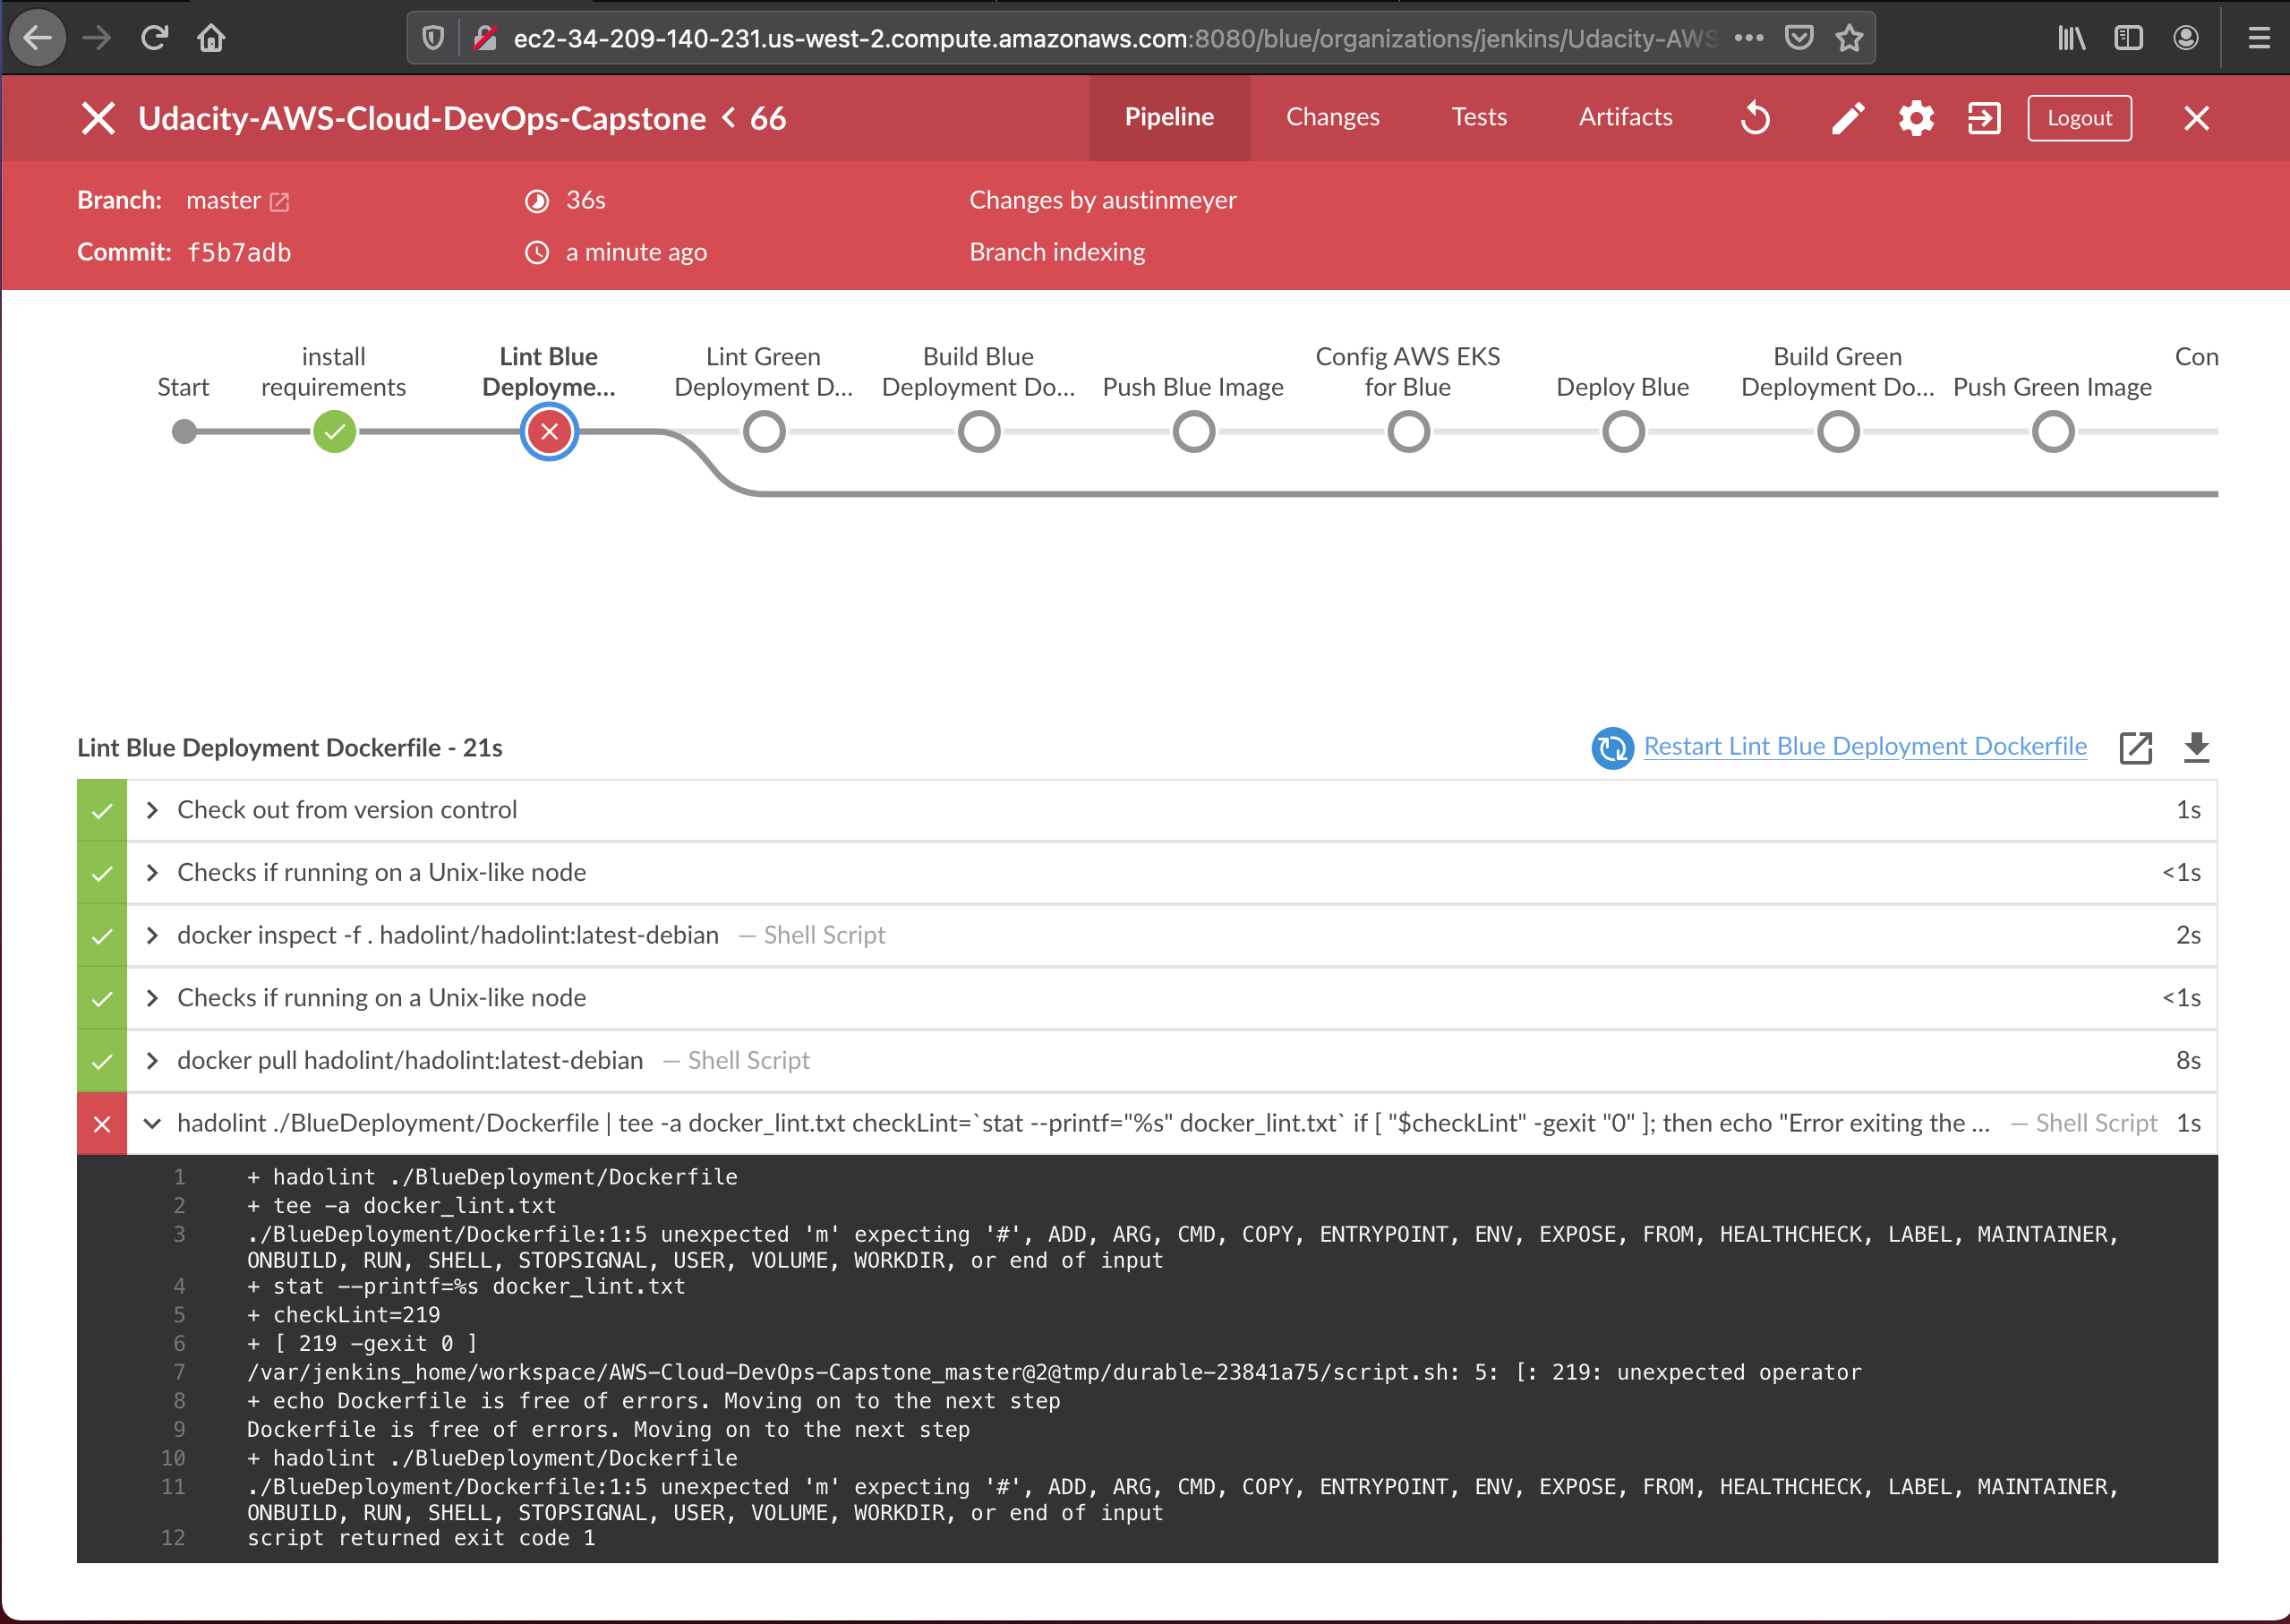 ec2-34-209-140-231.us-west-2.compute.amazonaws.com:8080/blue/organizations/jenkins/Udacity-AWS
Udacity-AWS-Cloud-DevOps-Capstone < 66
Pipeline
Changes
Tests
Artifacts
Logout
Branch: master
36s
Changes by austinmeyer
Commit: f5b7adb
a minute ago
Branch indexing
Start
install
requirements
Lint Blue
Deployme...
Lint Green
Deployment D...
Build Blue
Deployment Do...
Push Blue Image
Config AWS EKS
for Blue
Deploy Blue
Build Green
Deployment Do...
Push Green Image
Con
Lint Blue Deployment Dockerfile - 21s
Restart Lint Blue Deployment Dockerfile
Check out from version control 1s
Checks if running on a Unix-like node <1s
docker inspect -f . hadolint/hadolint:latest-debian — Shell Script 2s
Checks if running on a Unix-like node <1s
docker pull hadolint/hadolint:latest-debian — Shell Script 8s
hadolint ./BlueDeployment/Dockerfile | tee -a docker_lint.txt checkLint=`stat --printf="%s" docker_lint.txt` if [ "$checkLint" -gexit "0" ]; then echo "Error exiting the ... — Shell Script 1s
1 + hadolint ./BlueDeployment/Dockerfile
2 + tee -a docker_lint.txt
3 ./BlueDeployment/Dockerfile:1:5 unexpected 'm' expecting '#', ADD, ARG, CMD, COPY, ENTRYPOINT, ENV, EXPOSE, FROM, HEALTHCHECK, LABEL, MAINTAINER,
ONBUILD, RUN, SHELL, STOPSIGNAL, USER, VOLUME, WORKDIR, or end of input
4 + stat --printf=%s docker_lint.txt
5 + checkLint=219
6 + [ 219 -gexit 0 ]
7 /var/jenkins_home/workspace/AWS-Cloud-DevOps-Capstone_master@2@tmp/durable-23841a75/script.sh: 5: [: 219: unexpected operator
8 + echo Dockerfile is free of errors. Moving on to the next step
9 Dockerfile is free of errors. Moving on to the next step
10 + hadolint ./BlueDeployment/Dockerfile
11 ./BlueDeployment/Dockerfile:1:5 unexpected 'm' expecting '#', ADD, ARG, CMD, COPY, ENTRYPOINT, ENV, EXPOSE, FROM, HEALTHCHECK, LABEL, MAINTAINER,
ONBUILD, RUN, SHELL, STOPSIGNAL, USER, VOLUME, WORKDIR, or end of input
12 script returned exit code 1